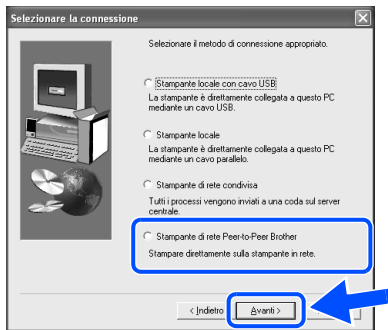 Selezionare la connessione
Selezionare il metodo di connessione appropriato.
Stampante locale con cavo USB
La stampante è direttamente collegata a questo PC
mediante un cavo USB.
Stampante locale
La stampante è direttamente collegata a questo PC
mediante un cavo parallelo.
Stampante di rete condivisa
Tutti i processi vengono inviati a una coda sul server
centrale.
Stampante di rete Peer-to-Peer Brother
Stampare direttamente sulla stampante in rete.
< Indietro
Avanti >